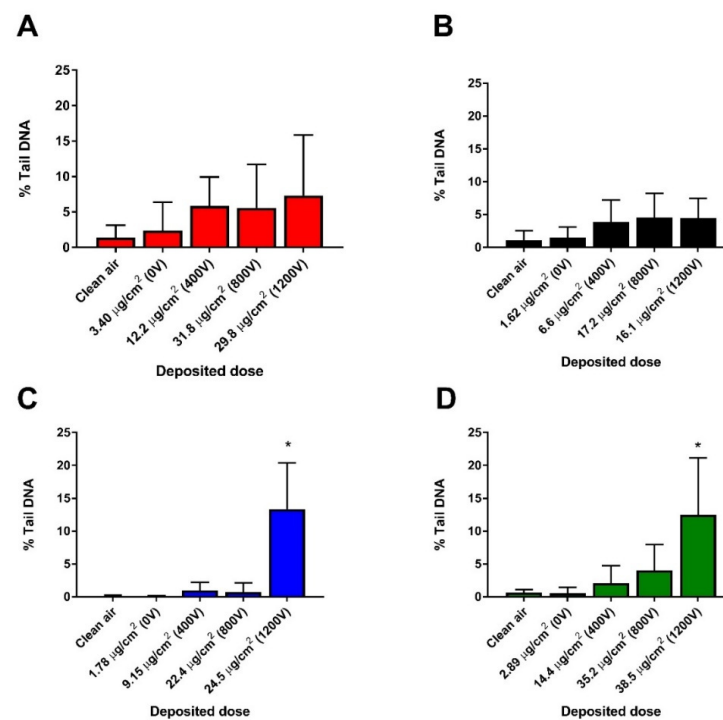 A
% Tail DNA
25
20
15
10
5
0
Clean air
3.40 μg/cm² (0V)
12.2 μg/cm² (400V)
31.8 μg/cm² (800V)
29.8 μg/cm² (1200V)
Deposited dose
B
% Tail DNA
25
20
15
10
5
0
Clean air
1.62 μg/cm² (0V)
6.6 μg/cm² (400V)
17.2 μg/cm² (800V)
16.1 μg/cm² (1200V)
Deposited dose
C
% Tail DNA
25
20
15
10
5
0
*
Clean air
1.78 μg/cm² (0V)
9.15 μg/cm² (400V)
22.4 μg/cm² (800V)
24.5 μg/cm² (1200V)
Deposited dose
D
% Tail DNA
25
20
15
10
5
0
*
Clean air
2.89 μg/cm² (0V)
14.4 μg/cm² (400V)
35.2 μg/cm² (800V)
38.5 μg/cm² (1200V)
Deposited dose